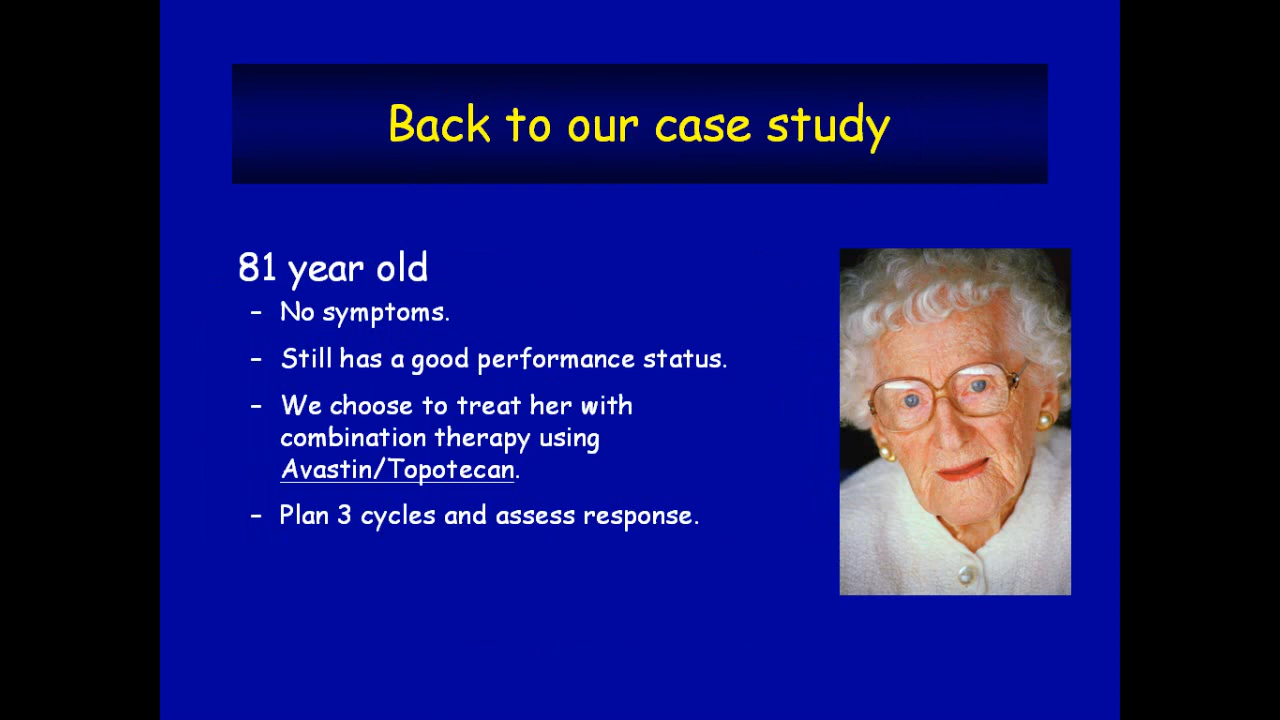 Back to our case study
81 year old
– No symptoms.
– Still has a good performance status.
– We choose to treat her with
combination therapy using
Avastin/Topotecan.
– Plan 3 cycles and assess response.